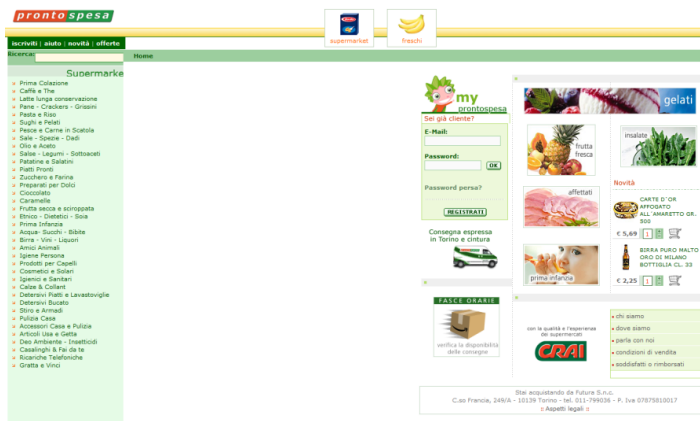 prontospesa
supermarket
freschi
iscriviti | aiuto | novità | offerte
Ricerca:
Home
Supermarke
Prima Colazione
Caffè e The
Latte lunga conservazione
Pane - Crackers - Grissini
Pasta e Riso
Sughi e Pelati
Pesce e Carne in Scatola
Sale - Spezie - Dadi
Olio e Aceto
Salse - Legumi - Sottoaceti
Patatine e Salatini
Piatti Pronti
Zucchero e Farina
Preparati per Dolci
Cioccolato
Caramelle
Frutta secca e sciroppata
Etnico - Dietetici - Soia
Prima Infanzia
Acqua- Succhi - Bibite
Birra - Vini - Liquori
Amici Animali
Igiene Persona
Prodotti per Capelli
Cosmetici e Solari
Igienici e Sanitari
Calze & Collant
Detersivi Piatti e Lavastoviglie
Detersivi Bucato
Stiro e Armadi
Pulizia Casa
Accessori Casa e Pulizia
Articoli Usa e Getta
Deo Ambiente - Insetticidi
Casalinghi & Fai da te
Ricariche Telefoniche
Gratta e Vinci
my
prontospesa
Sei già cliente?
E-Mail:
Password:
OK
Password persa?
REGISTRATI
Consegna espressa
in Torino e cintura
FASCE ORARIE
verifica la disponibilità
delle consegne
gelati
frutta
fresca
insalate
affettati
prima infanzia
Novità
CARTE D'OR
AFFOGATO
ALL'AMARETTO GR.
500
€ 5,69
1
BIRRA PURO MALTO
ORO DI MILANO
BOTTIGLIA CL. 33
€ 2,25
1
con la qualità e l'esperienza
dei supermercati
CRAI
chi siamo
dove siamo
parla con noi
condizioni di vendita
soddisfatti o rimborsati
Stai acquistando da Futura S.n.c.
C.so Francia, 249/A - 10139 Torino - tel. 011-799036 - P. Iva 07875810017
:: Aspetti legali ::